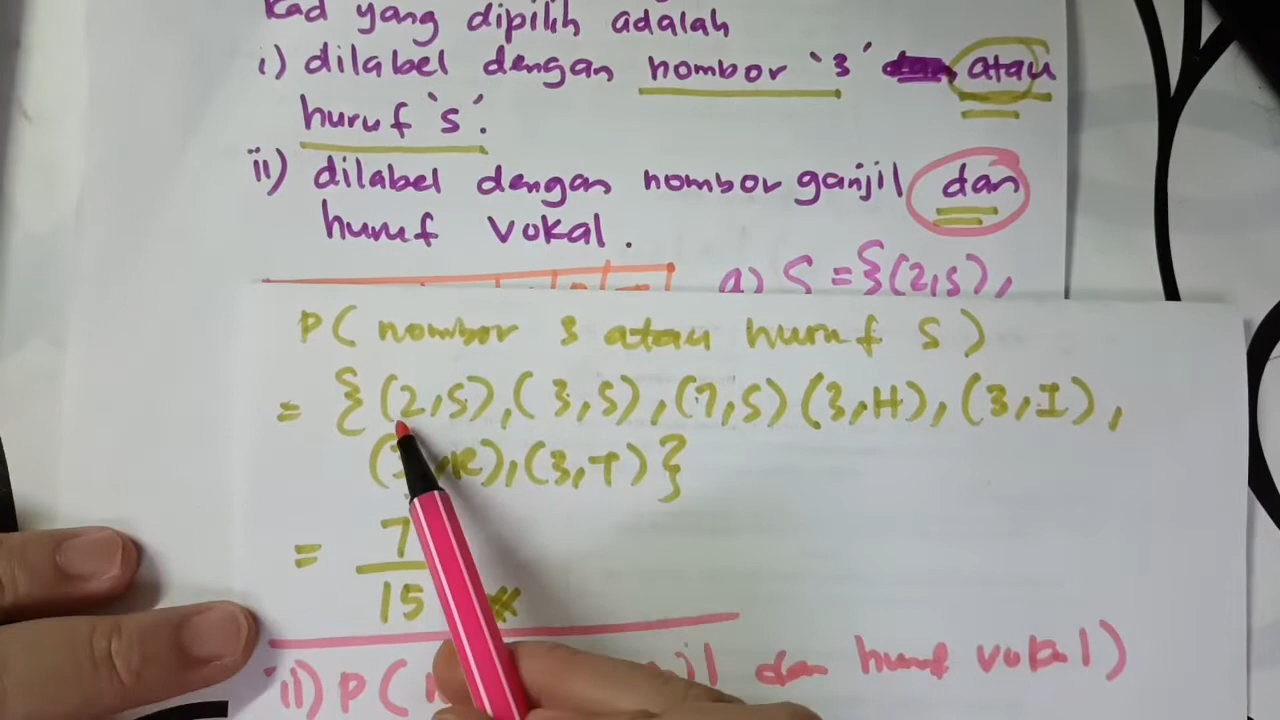 kad yang dipilih adalah
i) dilabel dengan nombor '3' atau
huruf 's'.
ii) dilabel dengan nombor ganjil dan
huruf vokal.
a) S = {(2,S),
P( nombor 3 atau huruf S )
= {(2,S),(3,S),(7,S)(3,H),(3,I),
(3,K),(3,T)}
= 7
15
ii) P( dan huruf vokal)